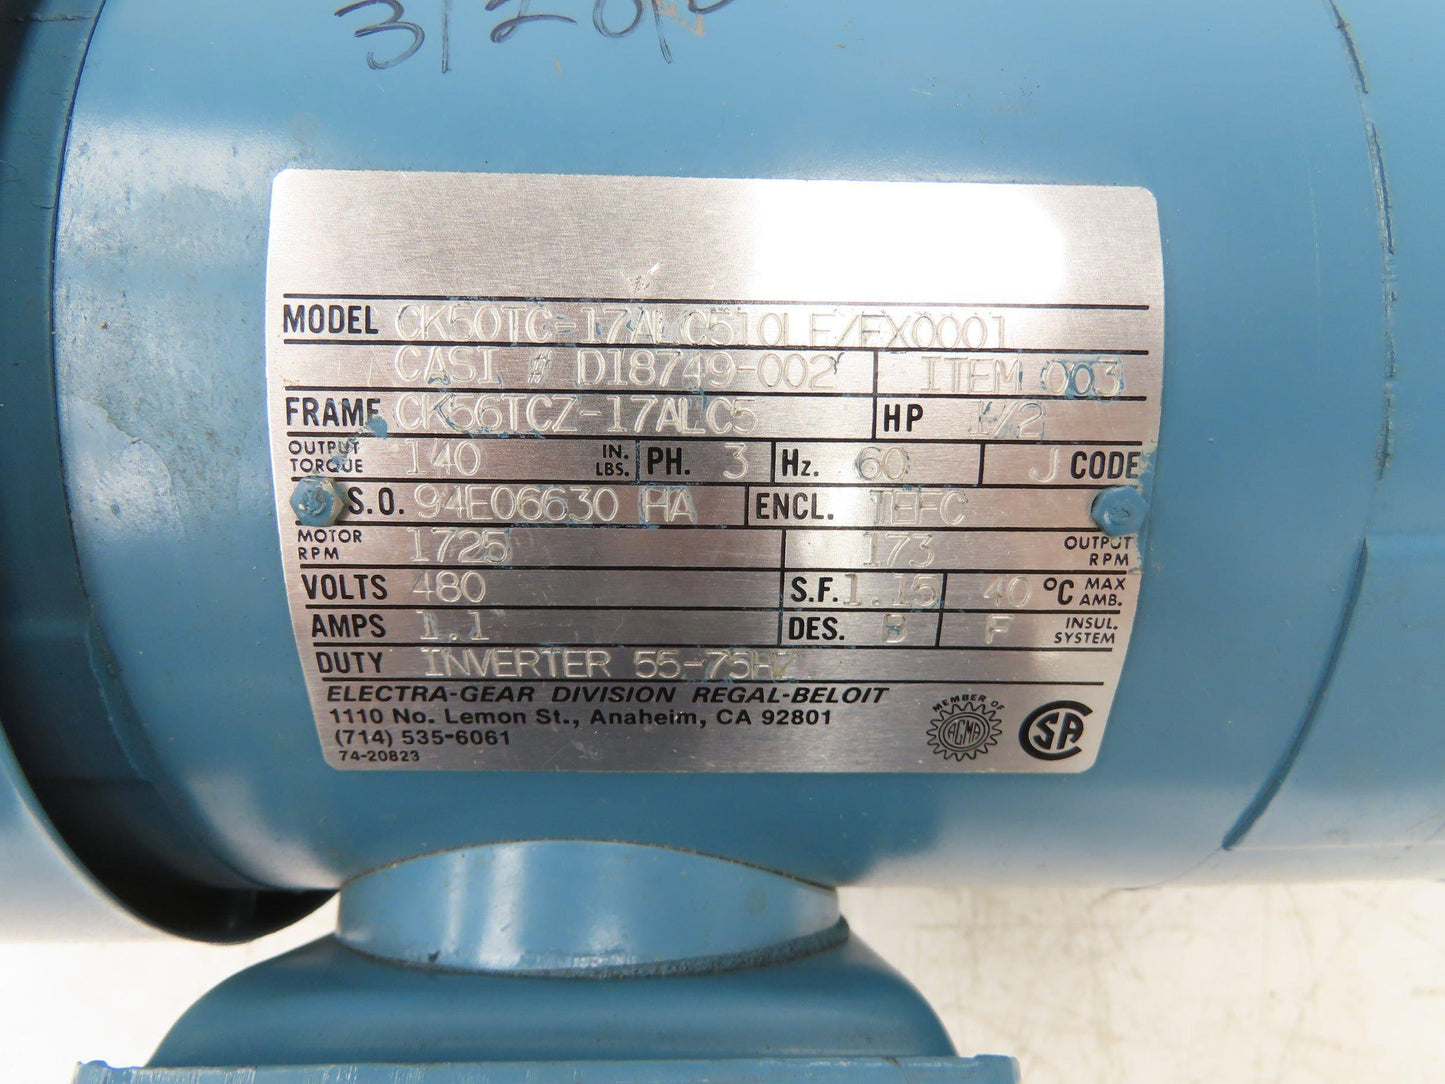 MODEL CK50TC-17ALC510LE/EX0001
CASI # D18749-002 ITEM 003
FRAME CK56TCZ-17ALC5 HP 1/2
OUTPUT TORQUE 140 IN. LBS. PH. 3 Hz. 60 J CODE
S.O. 94E06630 HA ENCL. TEFC
MOTOR RPM 1725 173 OUTPUT RPM
VOLTS 480 S.F. 1.15 40 °C MAX AMB.
AMPS 1.1 DES. B F INSUL. SYSTEM
DUTY INVERTER 55-75HZ
ELECTRA-GEAR DIVISION REGAL-BELOIT
1110 No. Lemon St., Anaheim, CA 92801
(714) 535-6061
74-20823
MEMBER OF
AGMA
SA